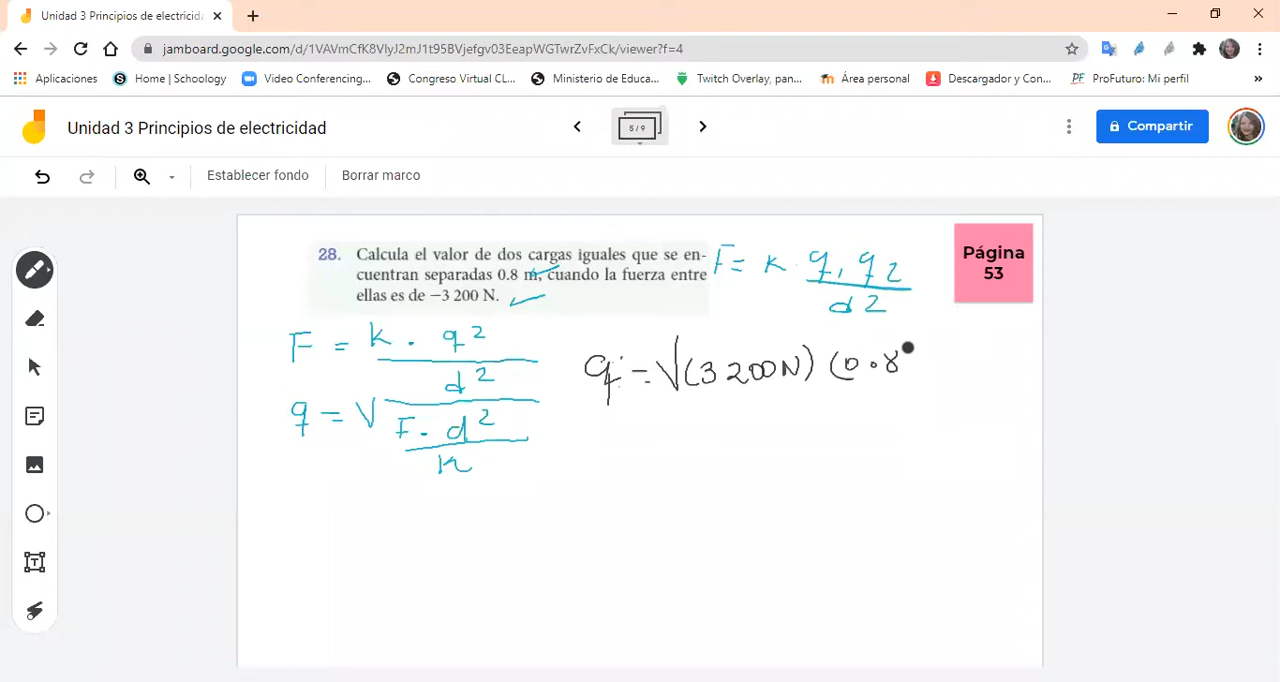 Unidad 3 Principios de electricida
jamboard.google.com/d/1VAVmCfK8VlyJ2mJ1t95BVjefgv03EeapWGTwrZvFxCk/viewer?f=4
Aplicaciones
Home | Schoology
Video Conferencing...
Congreso Virtual CL...
Ministerio de Educa...
Twitch Overlay, pan...
Área personal
Descargador y Con...
ProFuturo: Mi perfil
»
Unidad 3 Principios de electricidad
5/9
Compartir
Establecer fondo
Borrar marco
28. Calcula el valor de dos cargas iguales que se en-
cuentran separadas 0.8 m, cuando la fuerza entre
ellas es de −3 200 N.
F = K · q1 q2
d2
Página
53
F = K · q2
d2
q = √ F · d2
K
q = √(3 200N) (0.8